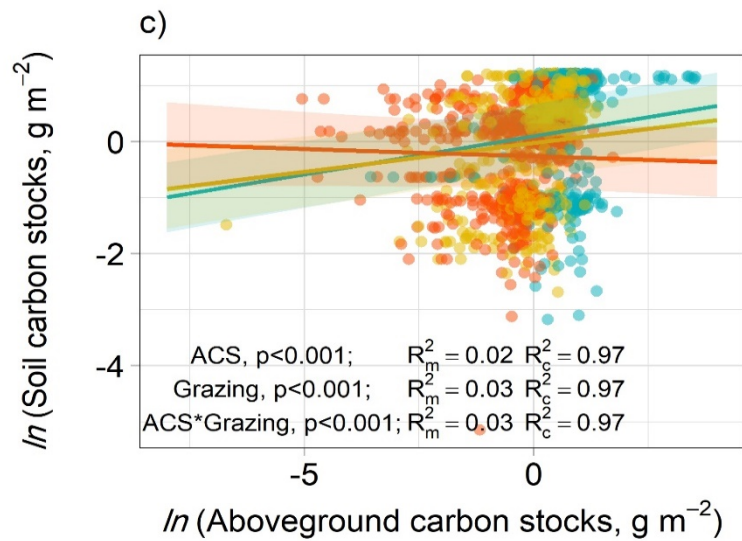 c)
ln (Soil carbon stocks, g m⁻²)
0
-2
-4
ACS, p<0.001; R²m = 0.02 R²c = 0.97
Grazing, p<0.001; R²m = 0.03 R²c = 0.97
ACS*Grazing, p<0.001; R²m = 0.03 R²c = 0.97
-5 0
ln (Aboveground carbon stocks, g m⁻²)